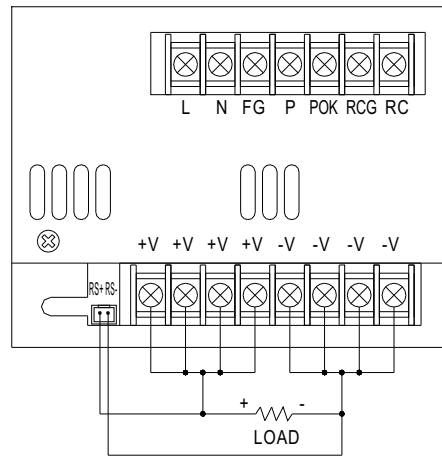 L N FG P POK RCG RC
+V +V +V +V -V -V -V -V
RS+ RS-
+ -
LOAD